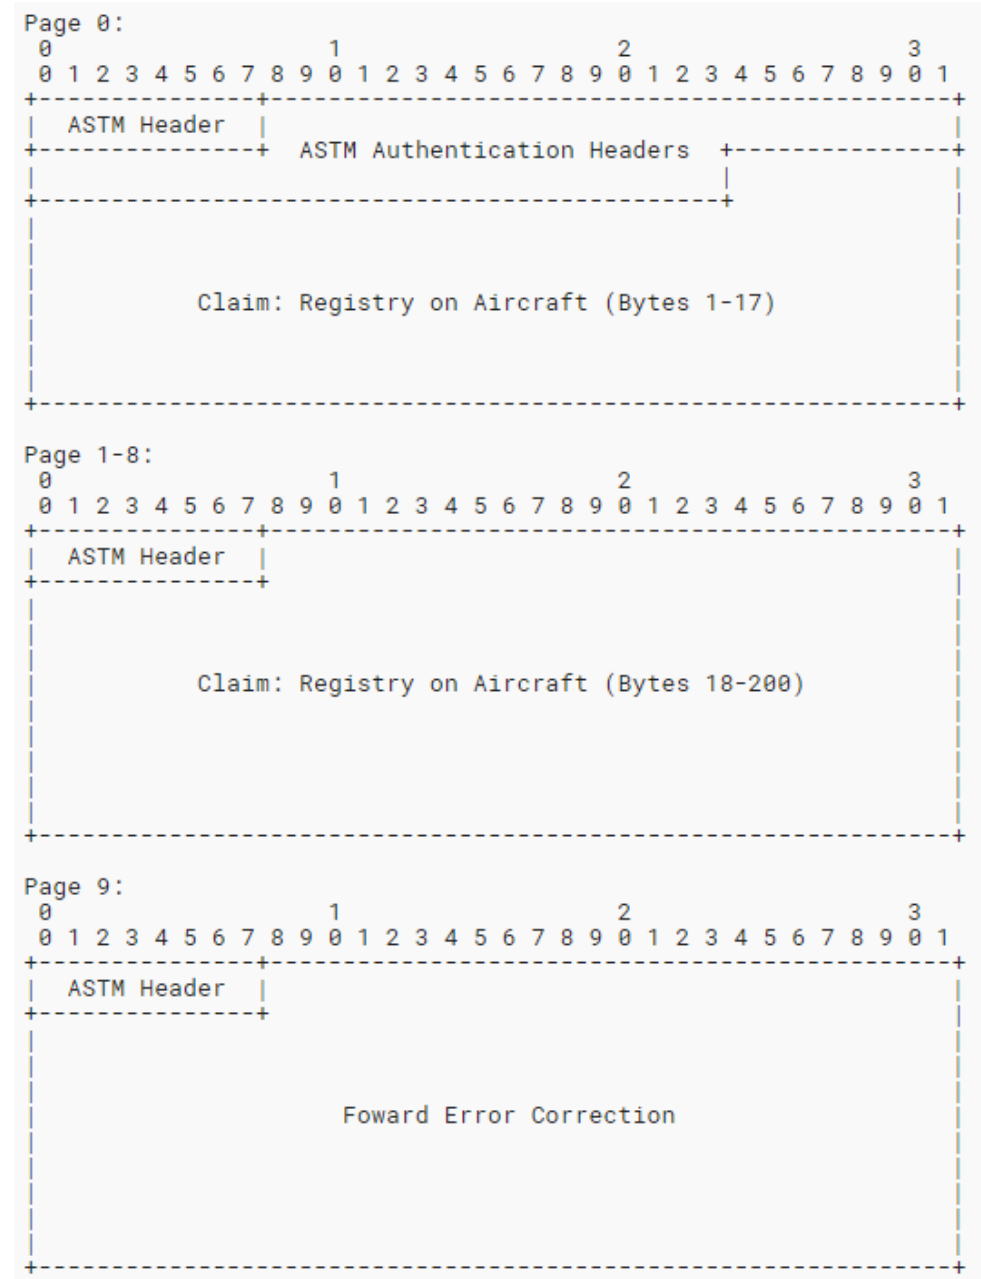 Page 0:
 0                   1                   2                   3
 0 1 2 3 4 5 6 7 8 9 0 1 2 3 4 5 6 7 8 9 0 1 2 3 4 5 6 7 8 9 0 1
+---------------+-----------------------------------------------+
|  ASTM Header  |                                               |
+---------------+  ASTM Authentication Headers  +---------------+
|                                               |               |
+-----------------------------------------------+               |
|                                                               |
|                                                               |
|                                                               |
|           Claim: Registry on Aircraft (Bytes 1-17)            |
|                                                               |
|                                                               |
|                                                               |
+---------------------------------------------------------------+

Page 1-8:
 0                   1                   2                   3
 0 1 2 3 4 5 6 7 8 9 0 1 2 3 4 5 6 7 8 9 0 1 2 3 4 5 6 7 8 9 0 1
+---------------+-----------------------------------------------+
|  ASTM Header  |                                               |
+---------------+                                               |
|                                                               |
|                                                               |
|                                                               |
|           Claim: Registry on Aircraft (Bytes 18-200)          |
|                                                               |
|                                                               |
|                                                               |
|                                                               |
|                                                               |
+---------------------------------------------------------------+

Page 9:
 0                   1                   2                   3
 0 1 2 3 4 5 6 7 8 9 0 1 2 3 4 5 6 7 8 9 0 1 2 3 4 5 6 7 8 9 0 1
+---------------+-----------------------------------------------+
|  ASTM Header  |                                               |
+---------------+                                               |
|                                                               |
|                                                               |
|                                                               |
|                     Foward Error Correction                   |
|                                                               |
|                                                               |
|                                                               |
|                                                               |
|                                                               |
+---------------------------------------------------------------+